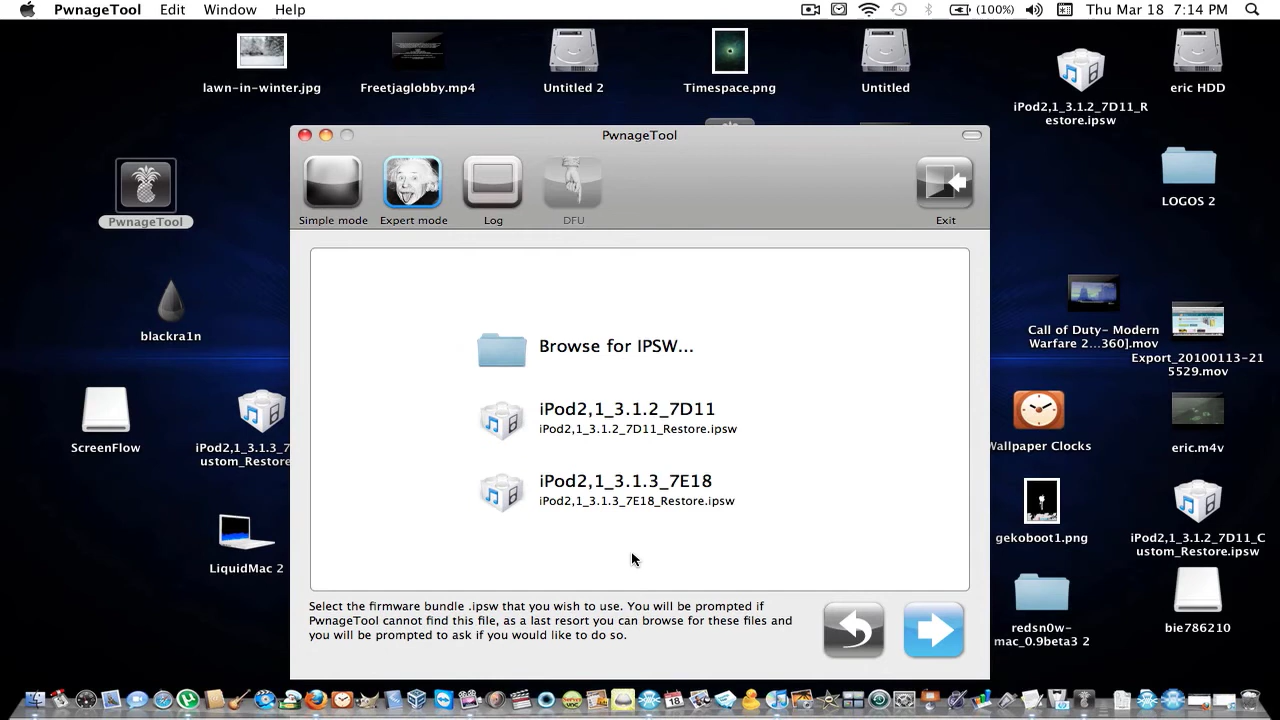 PwnageTool Edit Window Help
(100%) Thu Mar 18 7:14 PM
lawn-in-winter.jpg
Freetjaglobby.mp4
Untitled 2
Timespace.png
Untitled
iPod2,1_3.1.2_7D11_R
estore.ipsw
eric HDD
PwnageTool
LOGOS 2
blackra1n
Call of Duty- Modern
Warfare 2...360].mov
Export_20100113-21
5529.mov
ScreenFlow
iPod2,1_3.1.3_7
ustom_Restore
Wallpaper Clocks
eric.m4v
LiquidMac 2
gekoboot1.png
iPod2,1_3.1.2_7D11_C
ustom_Restore.ipsw
redsn0w-
mac_0.9beta3 2
bie786210
PwnageTool
Simple mode
Expert mode
Log
DFU
Exit
Browse for IPSW...
iPod2,1_3.1.2_7D11
iPod2,1_3.1.2_7D11_Restore.ipsw
iPod2,1_3.1.3_7E18
iPod2,1_3.1.3_7E18_Restore.ipsw
Select the firmware bundle .ipsw that you wish to use. You will be prompted if
PwnageTool cannot find this file, as a last resort you can browse for these files and
you will be prompted to ask if you would like to do so.